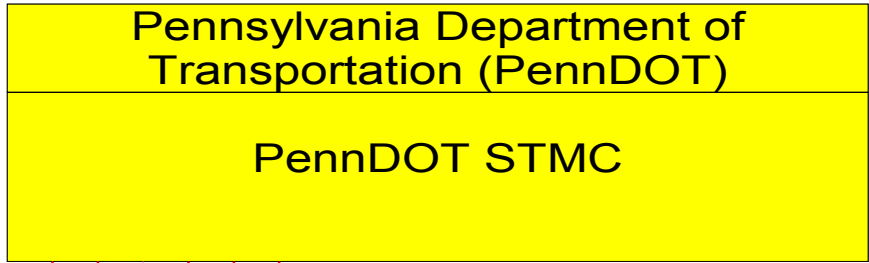 Pennsylvania Department of
Transportation (PennDOT)
PennDOT STMC